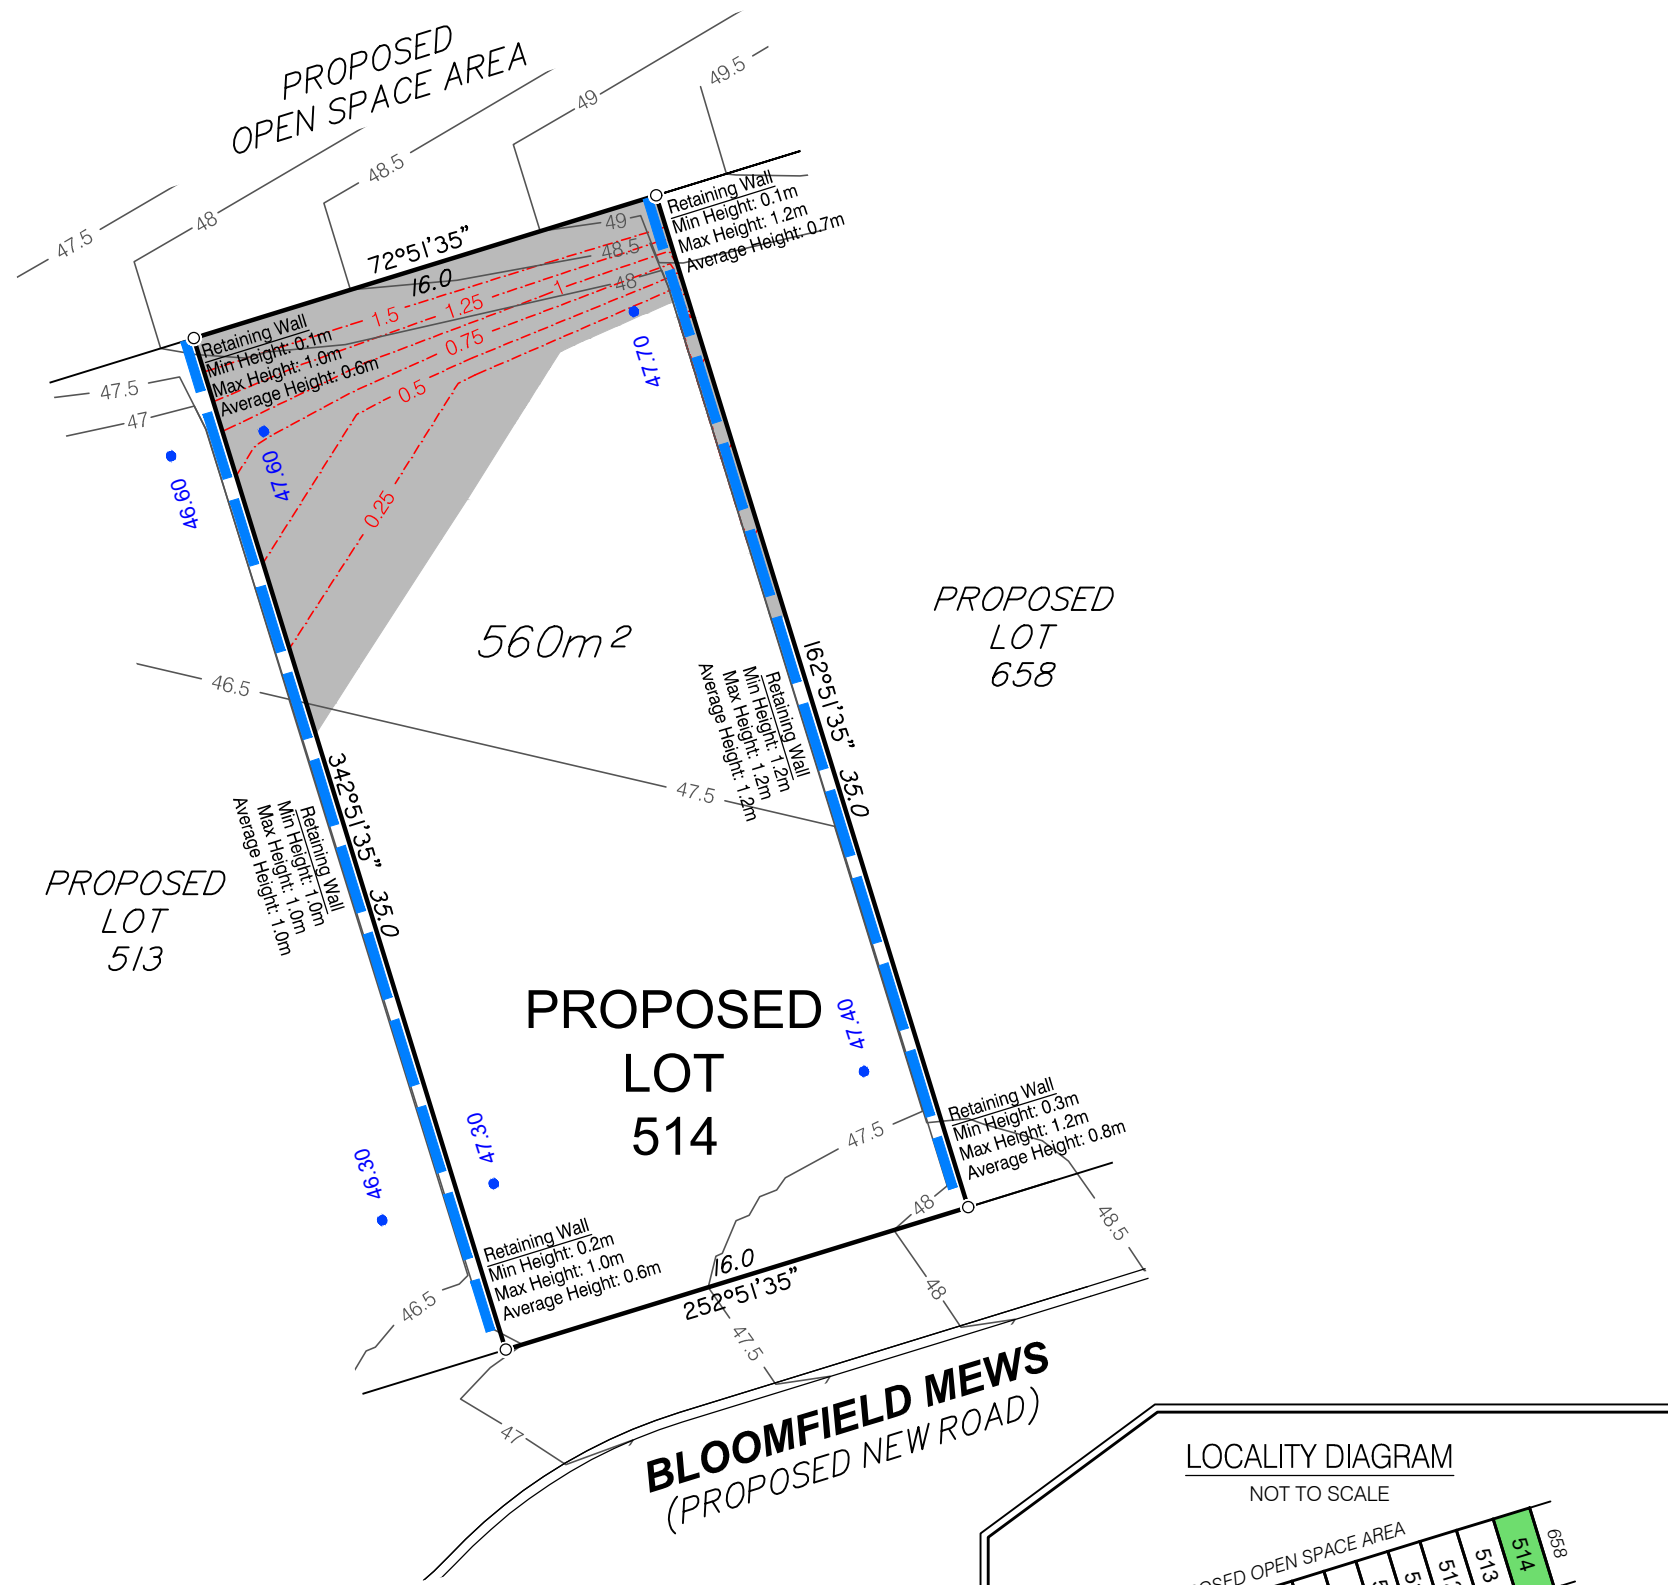 PROPOSED
OPEN SPACE AREA
49.5
49
48.5
48
47.5
72°51'35"
16.0
49
48.5
48
Retaining Wall
Min Height: 0.1m
Max Height: 1.2m
Average Height: 0.7m
1.5
1.25
1
0.75
0.5
0.25
Retaining Wall
Min Height: 0.1m
Max Height: 1.0m
Average Height: 0.6m
47.5
47
46.60
47.60
47.70
560m²
PROPOSED
LOT
658
46.5
47.5
162°51'35" 35.0
Retaining Wall
Min Height: 1.2m
Max Height: 1.2m
Average Height: 1.2m
342°51'35" 35.0
Retaining Wall
Min Height: 1.0m
Max Height: 1.0m
Average Height: 1.0m
PROPOSED
LOT
513
PROPOSED
LOT
514
47.40
47.30
46.30
47.5
48
Retaining Wall
Min Height: 0.3m
Max Height: 1.2m
Average Height: 0.8m
48.5
Retaining Wall
Min Height: 0.2m
Max Height: 1.0m
Average Height: 0.6m
16.0
252°51'35"
46.5
48
47.5
47
BLOOMFIELD MEWS
(PROPOSED NEW ROAD)
LOCALITY DIAGRAM
NOT TO SCALE
OPEN SPACE AREA
513
514
658